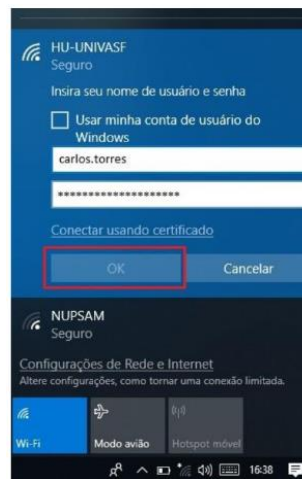 HU-UNIVASF
Seguro
Insira seu nome de usuário e senha
Usar minha conta de usuário do
Windows
carlos.torres
********************
Conectar usando certificado
OK
Cancelar
NUPSAM
Seguro
Configurações de Rede e Internet
Altere configurações, como tornar uma conexão limitada.
Wi-Fi
Modo avião
Hotspot móvel
16:38